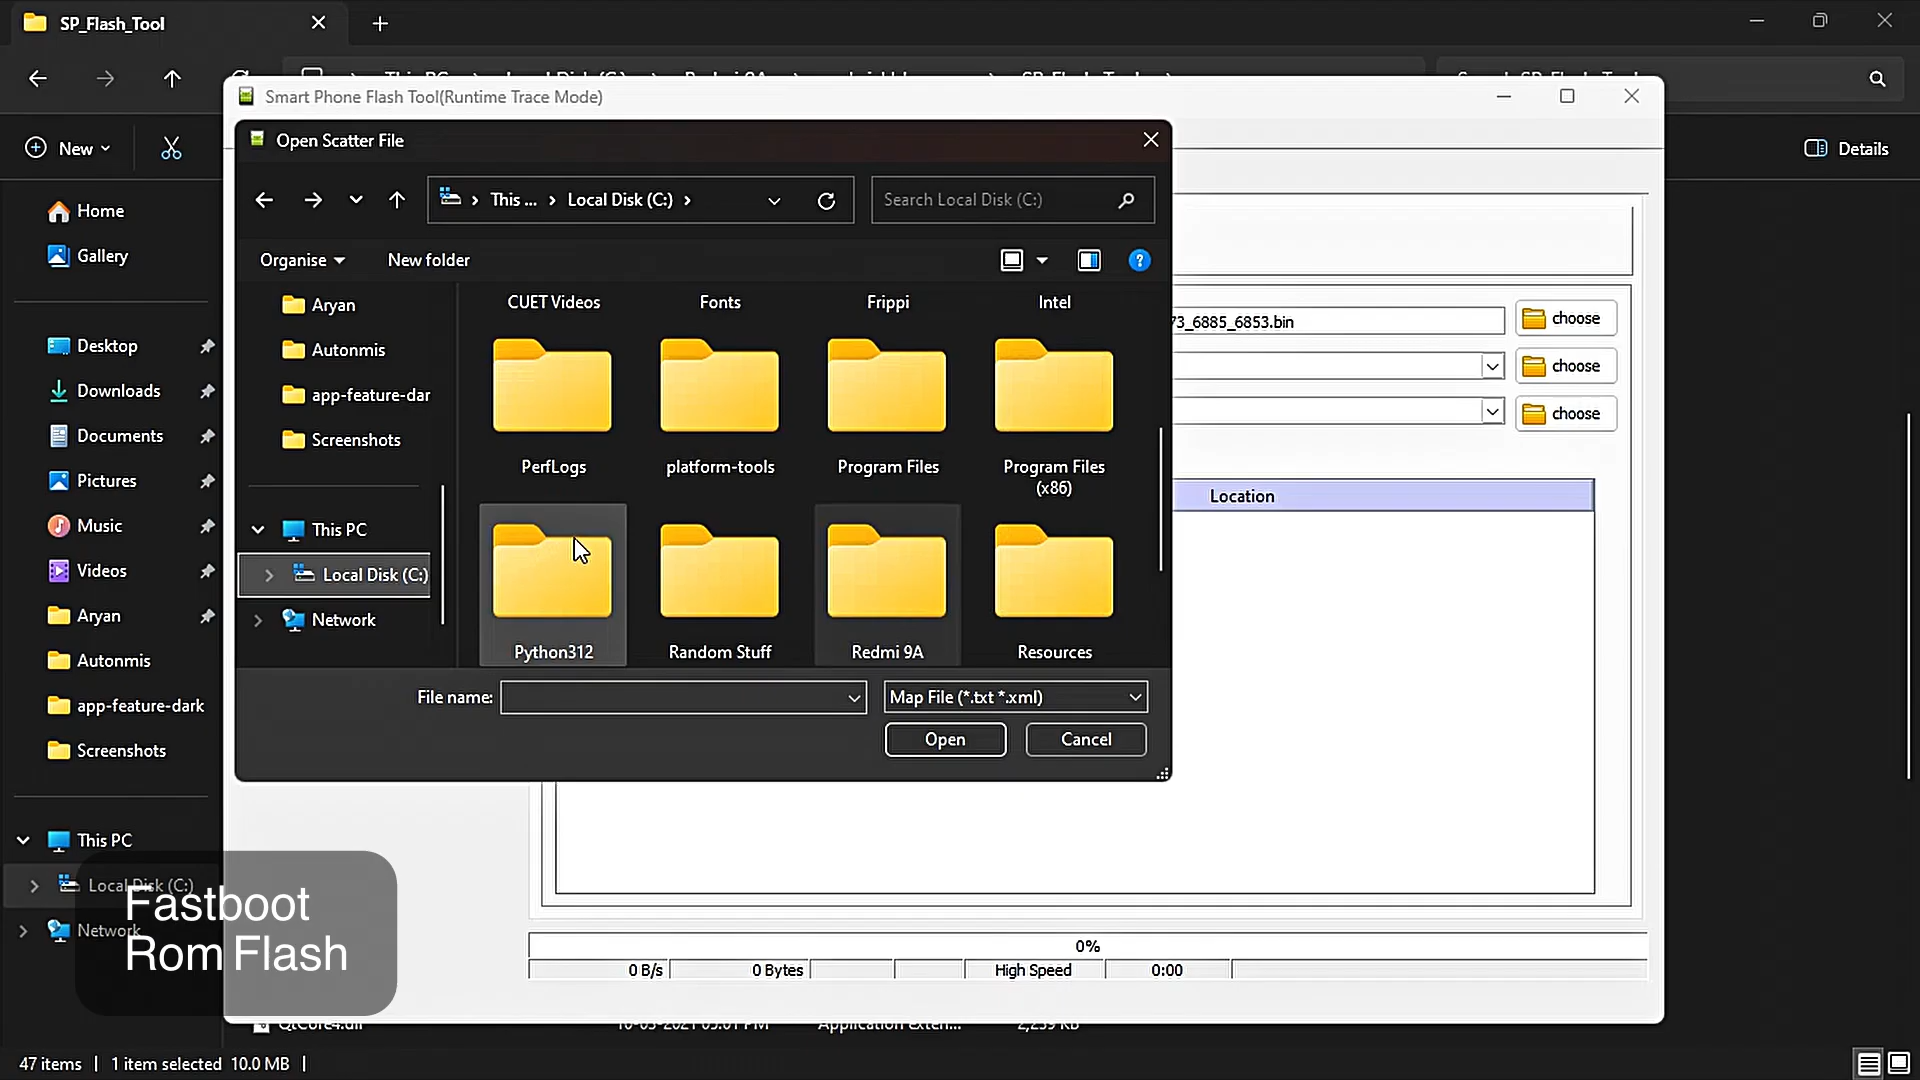 SP_Flash_Tool
Smart Phone Flash Tool(Runtime Trace Mode)
Open Scatter File
New
Details
This ...
Local Disk (C:)
Search Local Disk (C:)
Organise
New folder
Home
Gallery
Desktop
Downloads
Documents
Pictures
Music
Videos
Aryan
Autonmis
app-feature-dark
Screenshots
This PC
Local Disk (C:)
Network
Aryan
Autonmis
app-feature-dar
Screenshots
This PC
Local Disk (C:)
Network
CUET Videos
Fonts
Frippi
Intel
PerfLogs
platform-tools
Program Files
Program Files
(x86)
Python312
Random Stuff
Redmi 9A
Resources
File name:
Map File (*.txt *.xml)
Open
Cancel
73_6885_6853.bin
choose
choose
choose
Location
0%
0 B/s
0 Bytes
High Speed
0:00
Fastboot
Rom Flash
47 items
1 item selected 10.0 MB